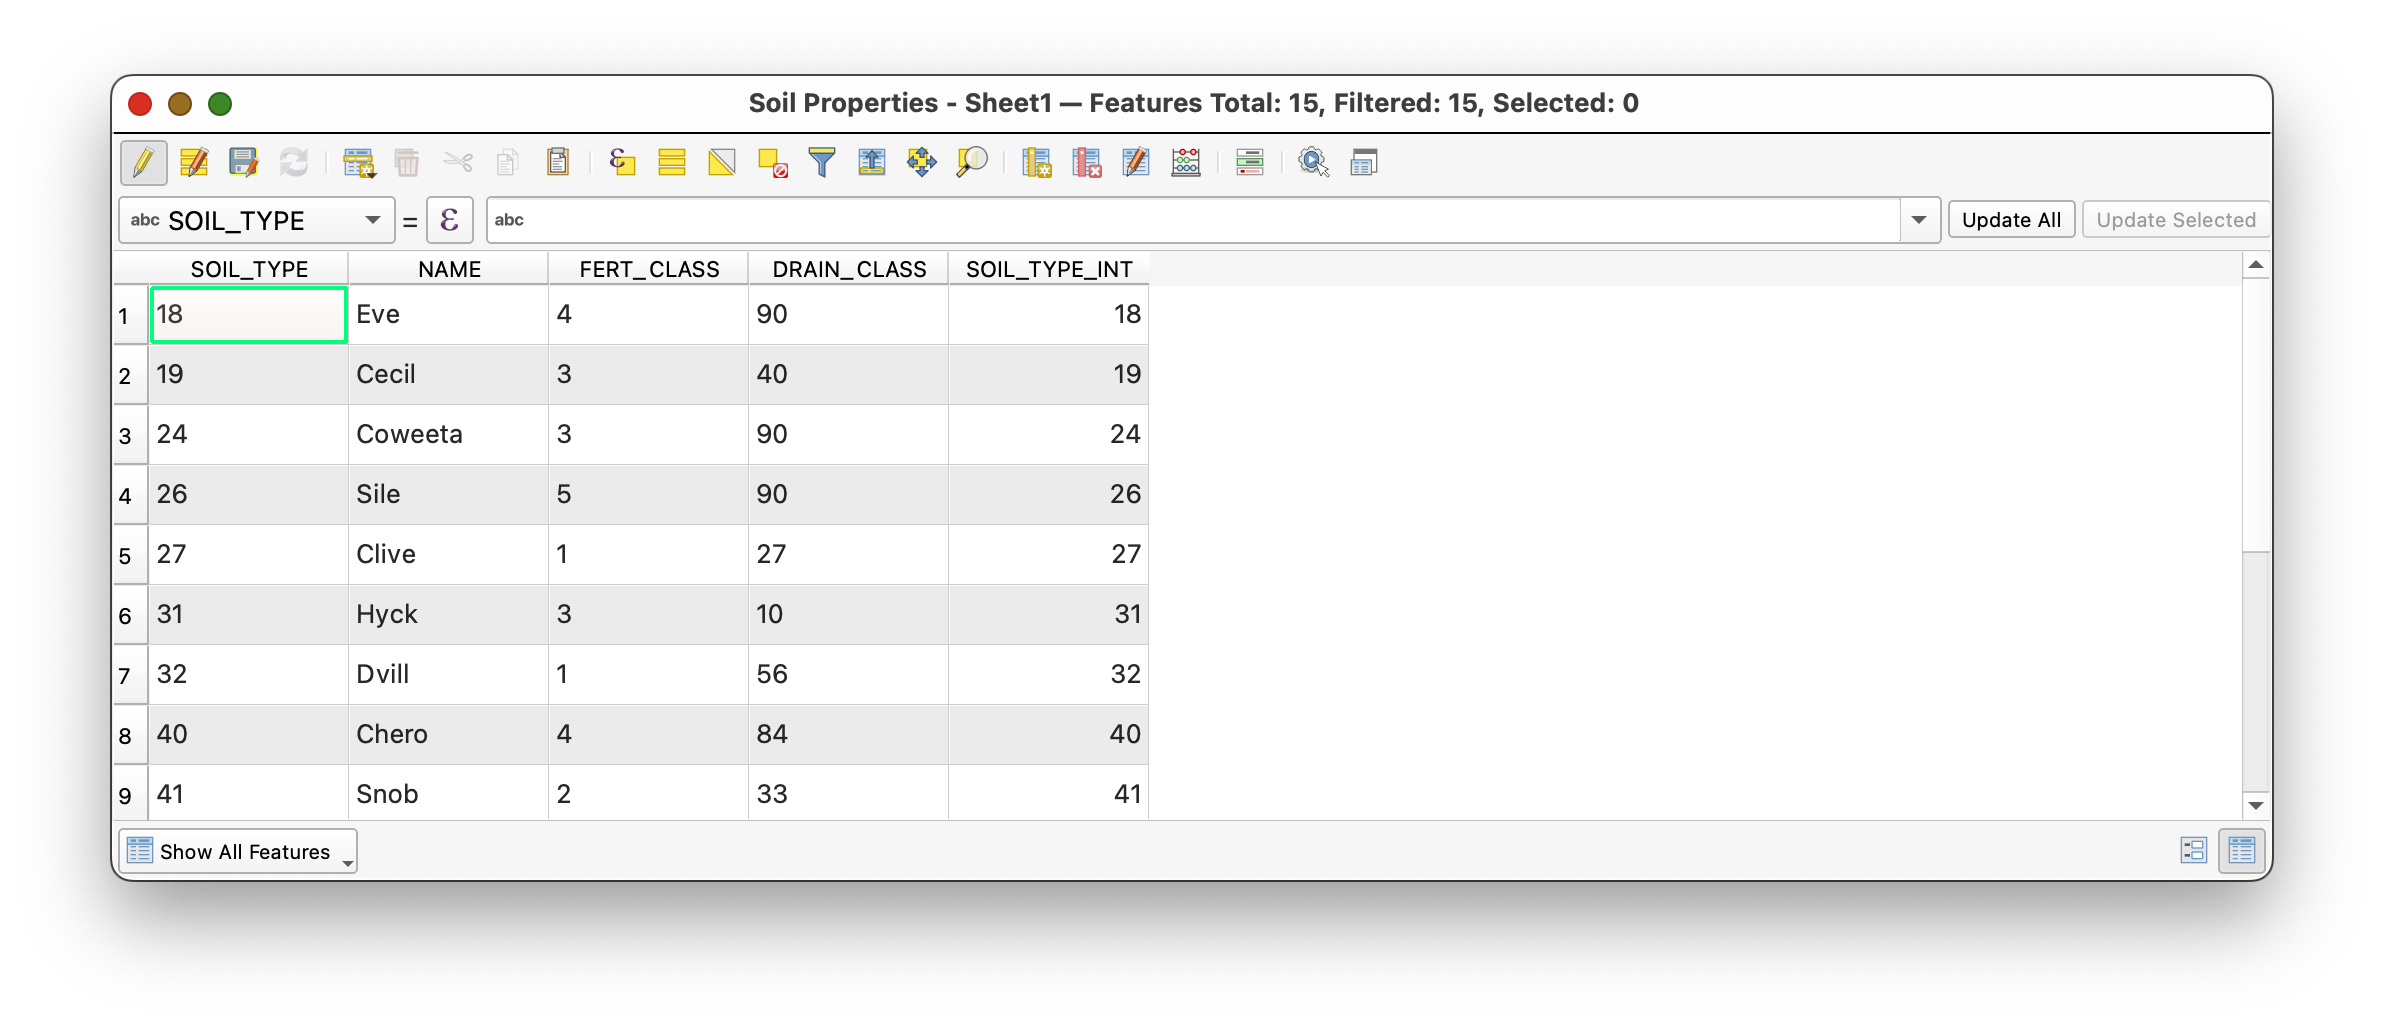 Soil Properties - Sheet1 — Features Total: 15, Filtered: 15, Selected: 0
abc SOIL_TYPE = ε abc Update All Update Selected
SOIL_TYPE NAME FERT_CLASS DRAIN_CLASS SOIL_TYPE_INT
1 18 Eve 4 90 18
2 19 Cecil 3 40 19
3 24 Coweeta 3 90 24
4 26 Sile 5 90 26
5 27 Clive 1 27 27
6 31 Hyck 3 10 31
7 32 Dvill 1 56 32
8 40 Chero 4 84 40
9 41 Snob 2 33 41
Show All Features